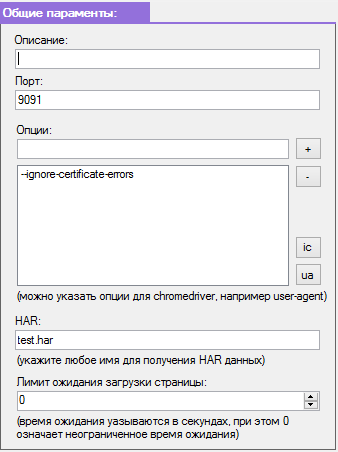 Общие параменты:
Описание:
Порт:
9091
Опции:
+
--ignore-certificate-errors
-
ic
ua
(можно указать опции для chromedriver, например user-agent)
HAR:
test.har
(укажите любое имя для получения HAR данных)
Лимит ожидания загрузки страницы:
0
(время ожидания уазываются в секундах, при этом 0
означает неограниченное время ожидания)